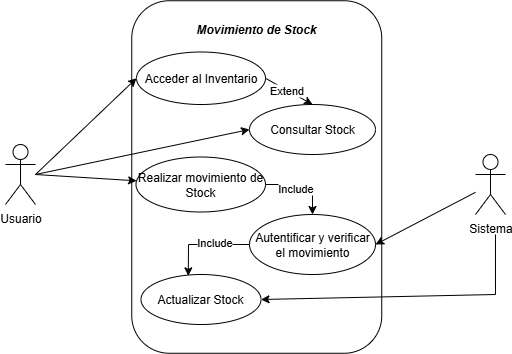 Movimiento de Stock
Acceder al Inventario
Extend
Consultar Stock
Usuario
Realizar movimiento de
Stock
Include
Sistema
Autentificar y verificar
el movimiento
Include
Actualizar Stock